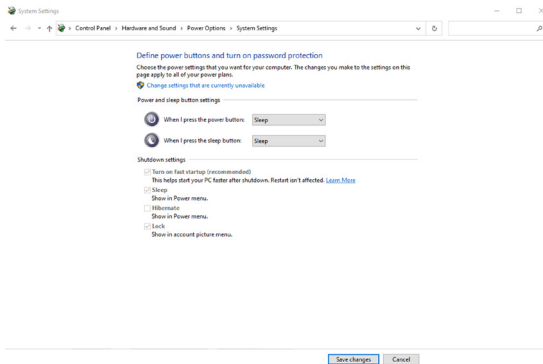 System Settings
Control Panel > Hardware and Sound > Power Options > System Settings
Define power buttons and turn on password protection
Choose the power settings that you want for your computer. The changes you make to the settings on this
page apply to all of your power plans.
Change settings that are currently unavailable
Power and sleep button settings
When I press the power button: Sleep
When I press the sleep button: Sleep
Shutdown settings
Turn on fast startup (recommended)
This helps start your PC faster after shutdown. Restart isn't affected. Learn More
Sleep
Show in Power menu.
Hibernate
Show in Power menu.
Lock
Show in account picture menu.
Save changes Cancel